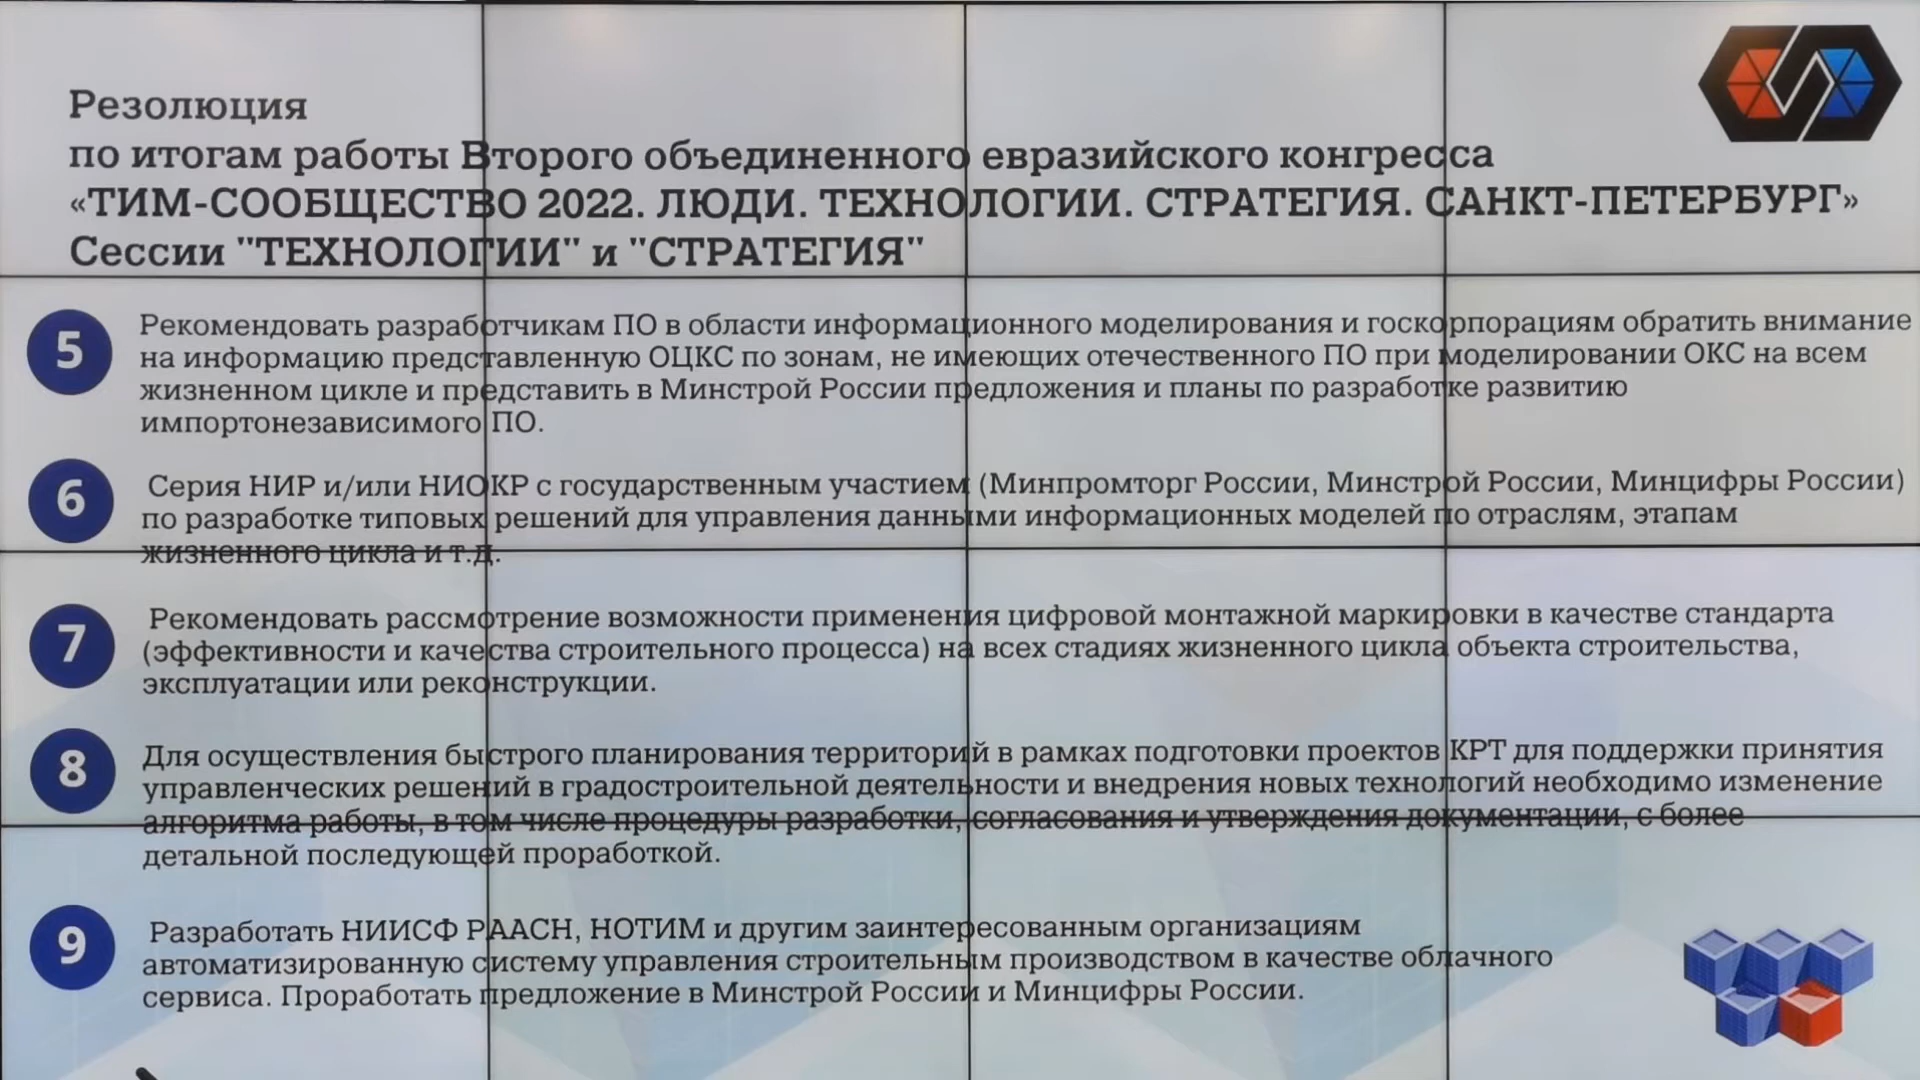 Резолюция
по итогам работы Второго объединенного евразийского конгресса
«ТИМ-СООБЩЕСТВО 2022. ЛЮДИ. ТЕХНОЛОГИИ. СТРАТЕГИЯ. САНКТ-ПЕТЕРБУРГ»
Сессии "ТЕХНОЛОГИИ" и "СТРАТЕГИЯ"
5
Рекомендовать разработчикам ПО в области информационного моделирования и госкорпорациям обратить внимание
на информацию представленную ОЦКС по зонам, не имеющих отечественного ПО при моделировании ОКС на всем
жизненном цикле и представить в Минстрой России предложения и планы по разработке развитию
импортонезависимого ПО.
6
Серия НИР и/или НИОКР с государственным участием (Минпромторг России, Минстрой России, Минцифры России)
по разработке типовых решений для управления данными информационных моделей по отраслям, этапам
жизненного цикла и т.д.
7
Рекомендовать рассмотрение возможности применения цифровой монтажной маркировки в качестве стандарта
(эффективности и качества строительного процесса) на всех стадиях жизненного цикла объекта строительства,
эксплуатации или реконструкции.
8
Для осуществления быстрого планирования территорий в рамках подготовки проектов КРТ для поддержки принятия
управленческих решений в градостроительной деятельности и внедрения новых технологий необходимо изменение
алгоритма работы, в том числе процедуры разработки, согласования и утверждения документации, с более
детальной последующей проработкой.
9
Разработать НИИСФ РААСН, НОТИМ и другим заинтересованным организациям
автоматизированную систему управления строительным производством в качестве облачного
сервиса. Проработать предложение в Минстрой России и Минцифры России.